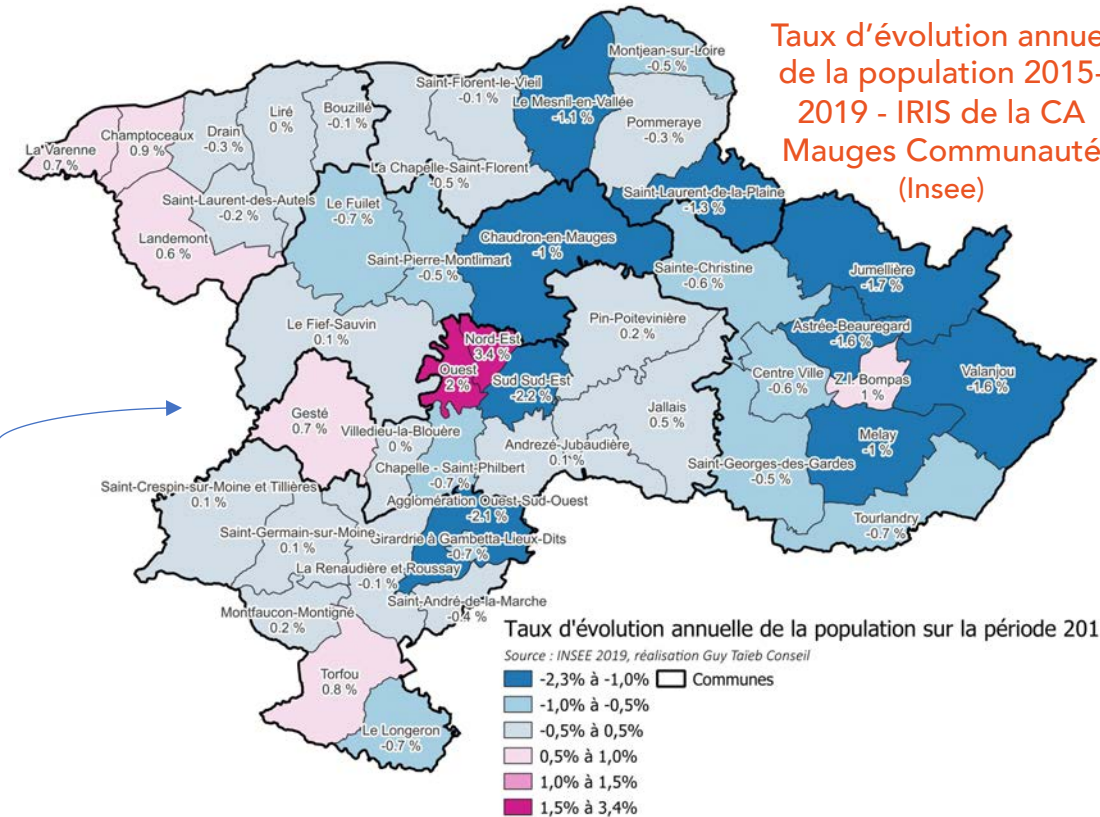 Taux d'évolution annue
de la population 2015-
2019 - IRIS de la CA
Mauges Communauté
(Insee)
Montjean-sur-Loire
-0.5 %
Saint-Florent-le-Vieil
-0.1 %
Le Mesnil-en-Vallée
-1.1 %
Pommeraye
-0.3 %
Liré
0 %
Bouzillé
-0.1 %
Drain
-0.3 %
Champtoceaux
0.9 %
La Varenne
0.7 %
La Chapelle-Saint-Florent
-0.5 %
Saint-Laurent-de-la-Plaine
-1.3 %
Saint-Laurent-des-Autels
-0.2 %
Le Fuilet
-0.7 %
Landemont
0.6 %
Chaudron-en-Mauges
-1 %
Saint-Pierre-Montlimart
-0.5 %
Sainte-Christine
-0.6 %
Jumellière
-1.7 %
Le Fief-Sauvin
0.1 %
Pin-Poitevinière
0.2 %
Astrée-Beauregard
-1.6 %
Nord-Est
3.4 %
Ouest
2 %
Sud Sud-Est
-2.2 %
Centre Ville
-0.6 %
Z.I. Bompas
1 %
Valanjou
-1.6 %
Gesté
0.7 %
Villedieu-la-Blouère
0 %
Jallais
0.5 %
Andrezé-Jubaudière
0.1 %
Melay
-1 %
Chapelle - Saint-Philbert
-0.7 %
Saint-Georges-des-Gardes
-0.5 %
Saint-Crespin-sur-Moine et Tillières
0.1 %
Agglomération Ouest-Sud-Ouest
-2.1 %
Tourlandry
-0.7 %
Saint-Germain-sur-Moine
0.1 %
Girardrie à Gambetta-Lieux-Dits
-0.7 %
La Renaudière et Roussay
-0.1 %
Saint-André-de-la-Marche
-0.4 %
Montfaucon-Montigné
0.2 %
Torfou
0.8 %
Le Longeron
-0.7 %
Taux d'évolution annuelle de la population sur la période 201
Source : INSEE 2019, réalisation Guy Taïeb Conseil
-2,3% à -1,0% Communes
-1,0% à -0,5%
-0,5% à 0,5%
0,5% à 1,0%
1,0% à 1,5%
1,5% à 3,4%